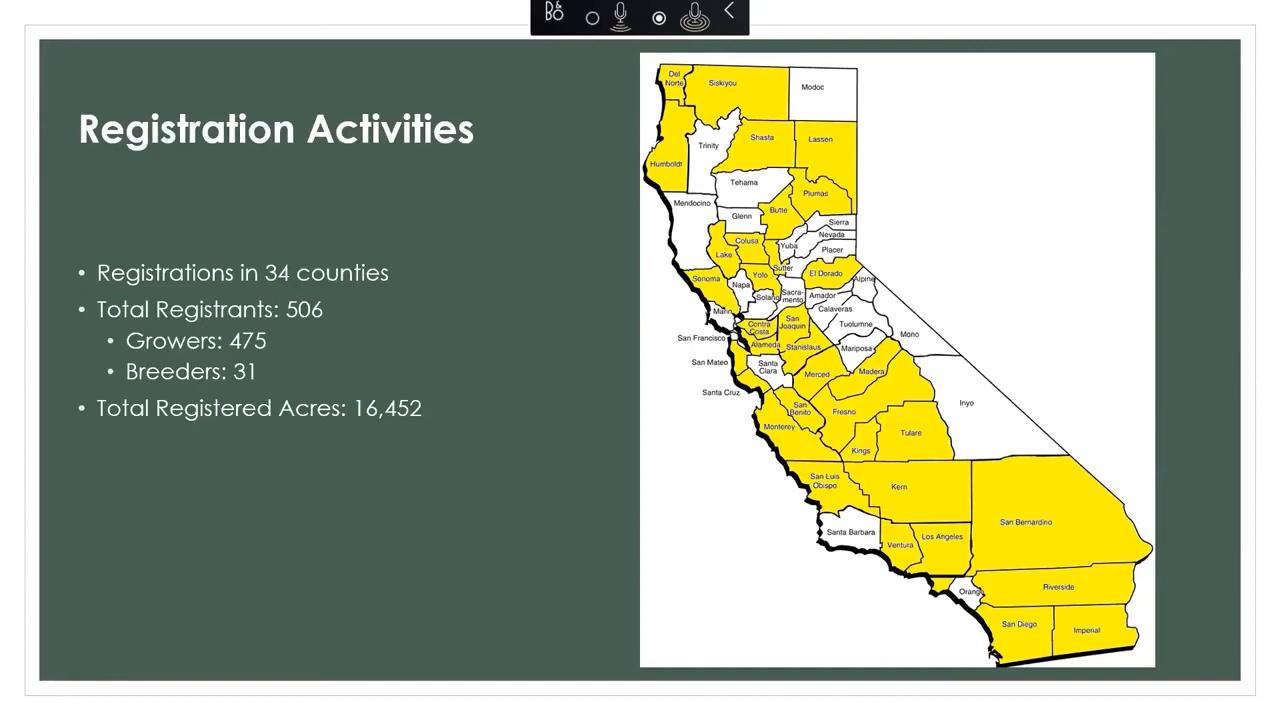 B&O
Registration Activities
• Registrations in 34 counties
• Total Registrants: 506
• Growers: 475
• Breeders: 31
• Total Registered Acres: 16,452
Del
Norte
Siskiyou
Modoc
Humboldt
Trinity
Shasta
Lassen
Tehama
Plumas
Mendocino
Glenn
Butte
Sierra
Nevada
Placer
Yuba
Colusa
Lake
Sutter
El Dorado
Alpine
Sonoma
Napa
Yolo
Sacra-
mento
Amador
Solano
Calaveras
Marin
Contra
Costa
San
Joaquin
Tuolumne
Mono
San Francisco
Alameda
Stanislaus
Mariposa
San Mateo
Santa
Clara
Merced
Madera
Santa Cruz
San
Benito
Fresno
Inyo
Monterey
Kings
Tulare
San Luis
Obispo
Kern
San Bernardino
Santa Barbara
Ventura
Los Angeles
Orange
Riverside
San Diego
Imperial